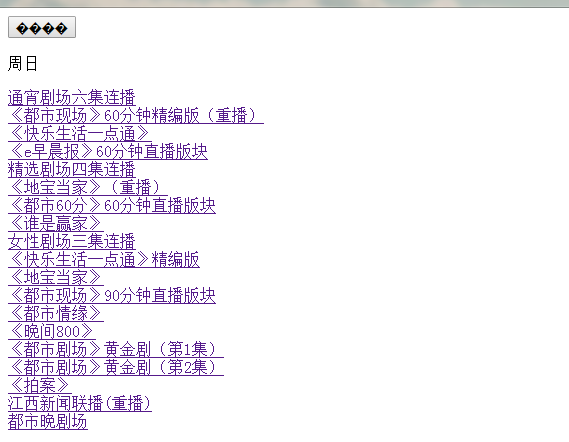 周日
通宵剧场六集连播
《都市现场》60分钟精编版（重播）
《快乐生活一点通》
《e早晨报》60分钟直播版块
精选剧场四集连播
《地宝当家》（重播）
《都市60分》60分钟直播版块
《谁是赢家》
女性剧场三集连播
《快乐生活一点通》精编版
《地宝当家》
《都市现场》90分钟直播版块
《都市情缘》
《晚间800》
《都市剧场》黄金剧（第1集）
《都市剧场》黄金剧（第2集）
《拍案》
江西新闻联播(重播)
都市晚剧场